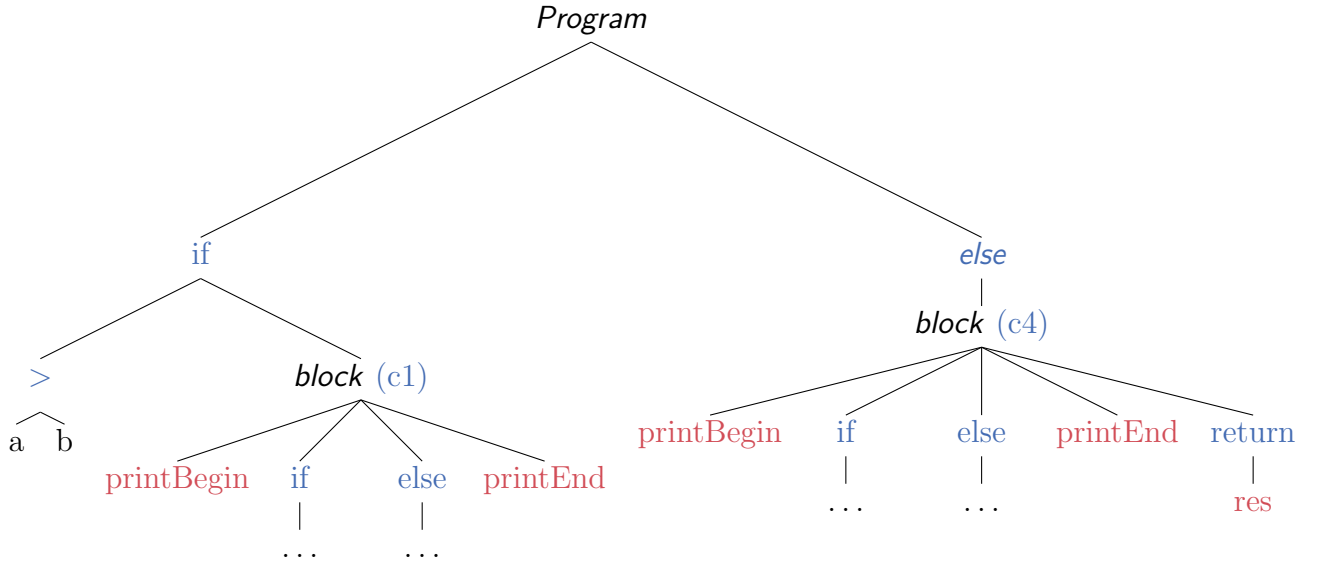 Program
if else
block (c4)
> block (c1)
a b
printBegin if else printEnd return
printBegin if else printEnd
... ... res
... ...